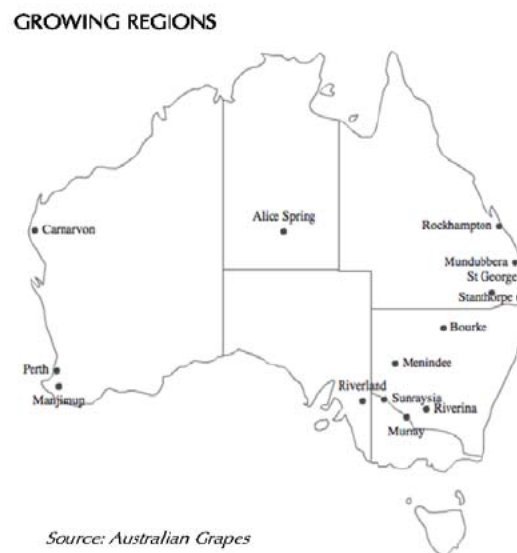 GROWING REGIONS
Alice Spring
Carnarvon
Rockhampton
Mundubbera
St George
Stanthorpe
Bourke
Perth
Menindee
Manjimup
Riverland
Sunraysia
Riverina
Murray
Source: Australian Grapes